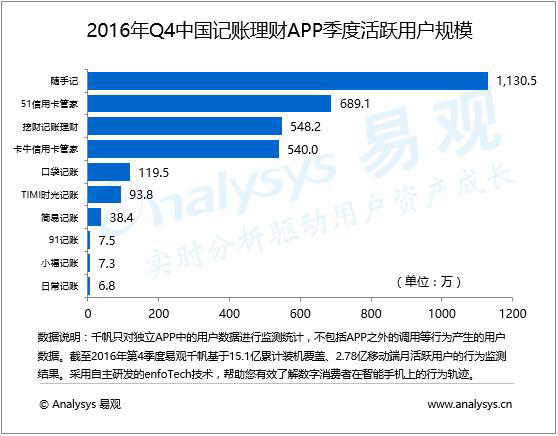 2016年Q4中国记账理财APP季度活跃用户规模
随手记
1,130.5
51信用卡管家
689.1
挖财记账理财
548.2
卡牛信用卡管家
540.0
口袋记账
119.5
TIMI时光记账
93.8
简易记账
38.4
91记账
7.5
小福记账
7.3
日常记账
6.8
（单位：万）
0 200 400 600 800 1000 1200
Analysys 易观
实时分析驱动用户资产成长
数据说明：千帆只对独立APP中的用户数据进行监测统计，不包括APP之外的调用等行为产生的用户
数据。截至2016年第4季度易观千帆基于15.1亿累计装机覆盖、2.78亿移动端月活跃用户的行为监测
结果。采用自主研发的enfoTech技术，帮助您有效了解数字消费者在智能手机上的行为轨迹。
© Analysys 易观
www.analysys.cn